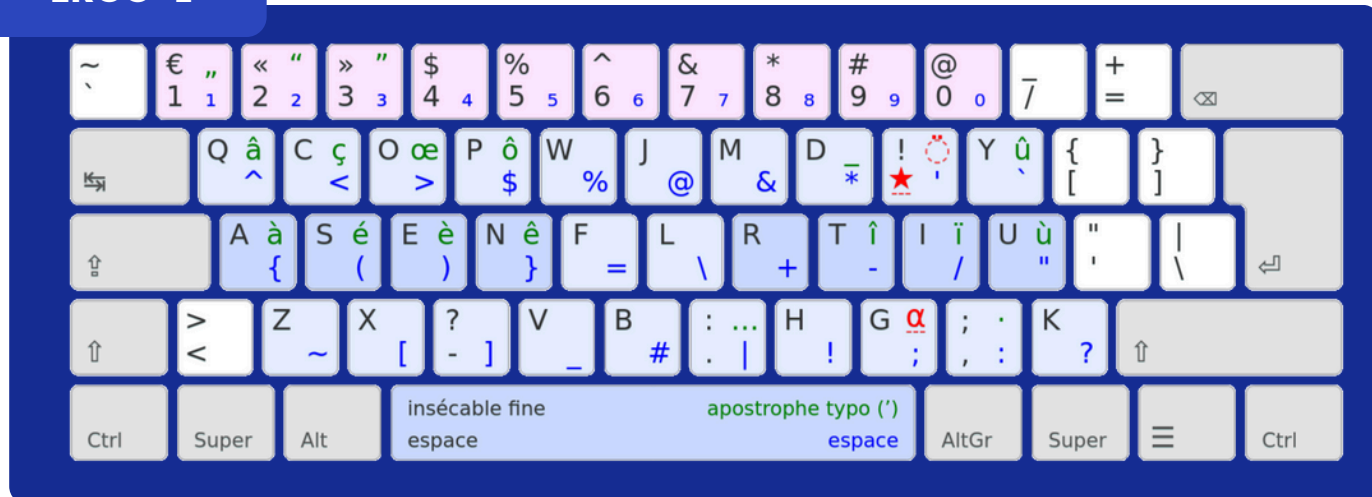 ~ € „ « “ » ” $ % ^ & * # @ _ +
` 1 1 2 2 3 3 4 4 5 5 6 6 7 7 8 8 9 9 0 0 / = ⌫
Q â C ç O œ P ô W J M D _ ! ◌̈ Y û { }
↹ ^ < > $ % @ & * ★ ' ` [ ]
A à S é E è N ê F L R T î I ï U ù " |
⇪ { ( ) } = \ + - / " ' \ ⏎
> Z X ? V B : … H G α ; · K
⇧ < ~ [ - ] _ # . | ! ; , : ? ⇧
insécable fine apostrophe typo (’)
Ctrl Super Alt espace espace AltGr Super ☰ Ctrl